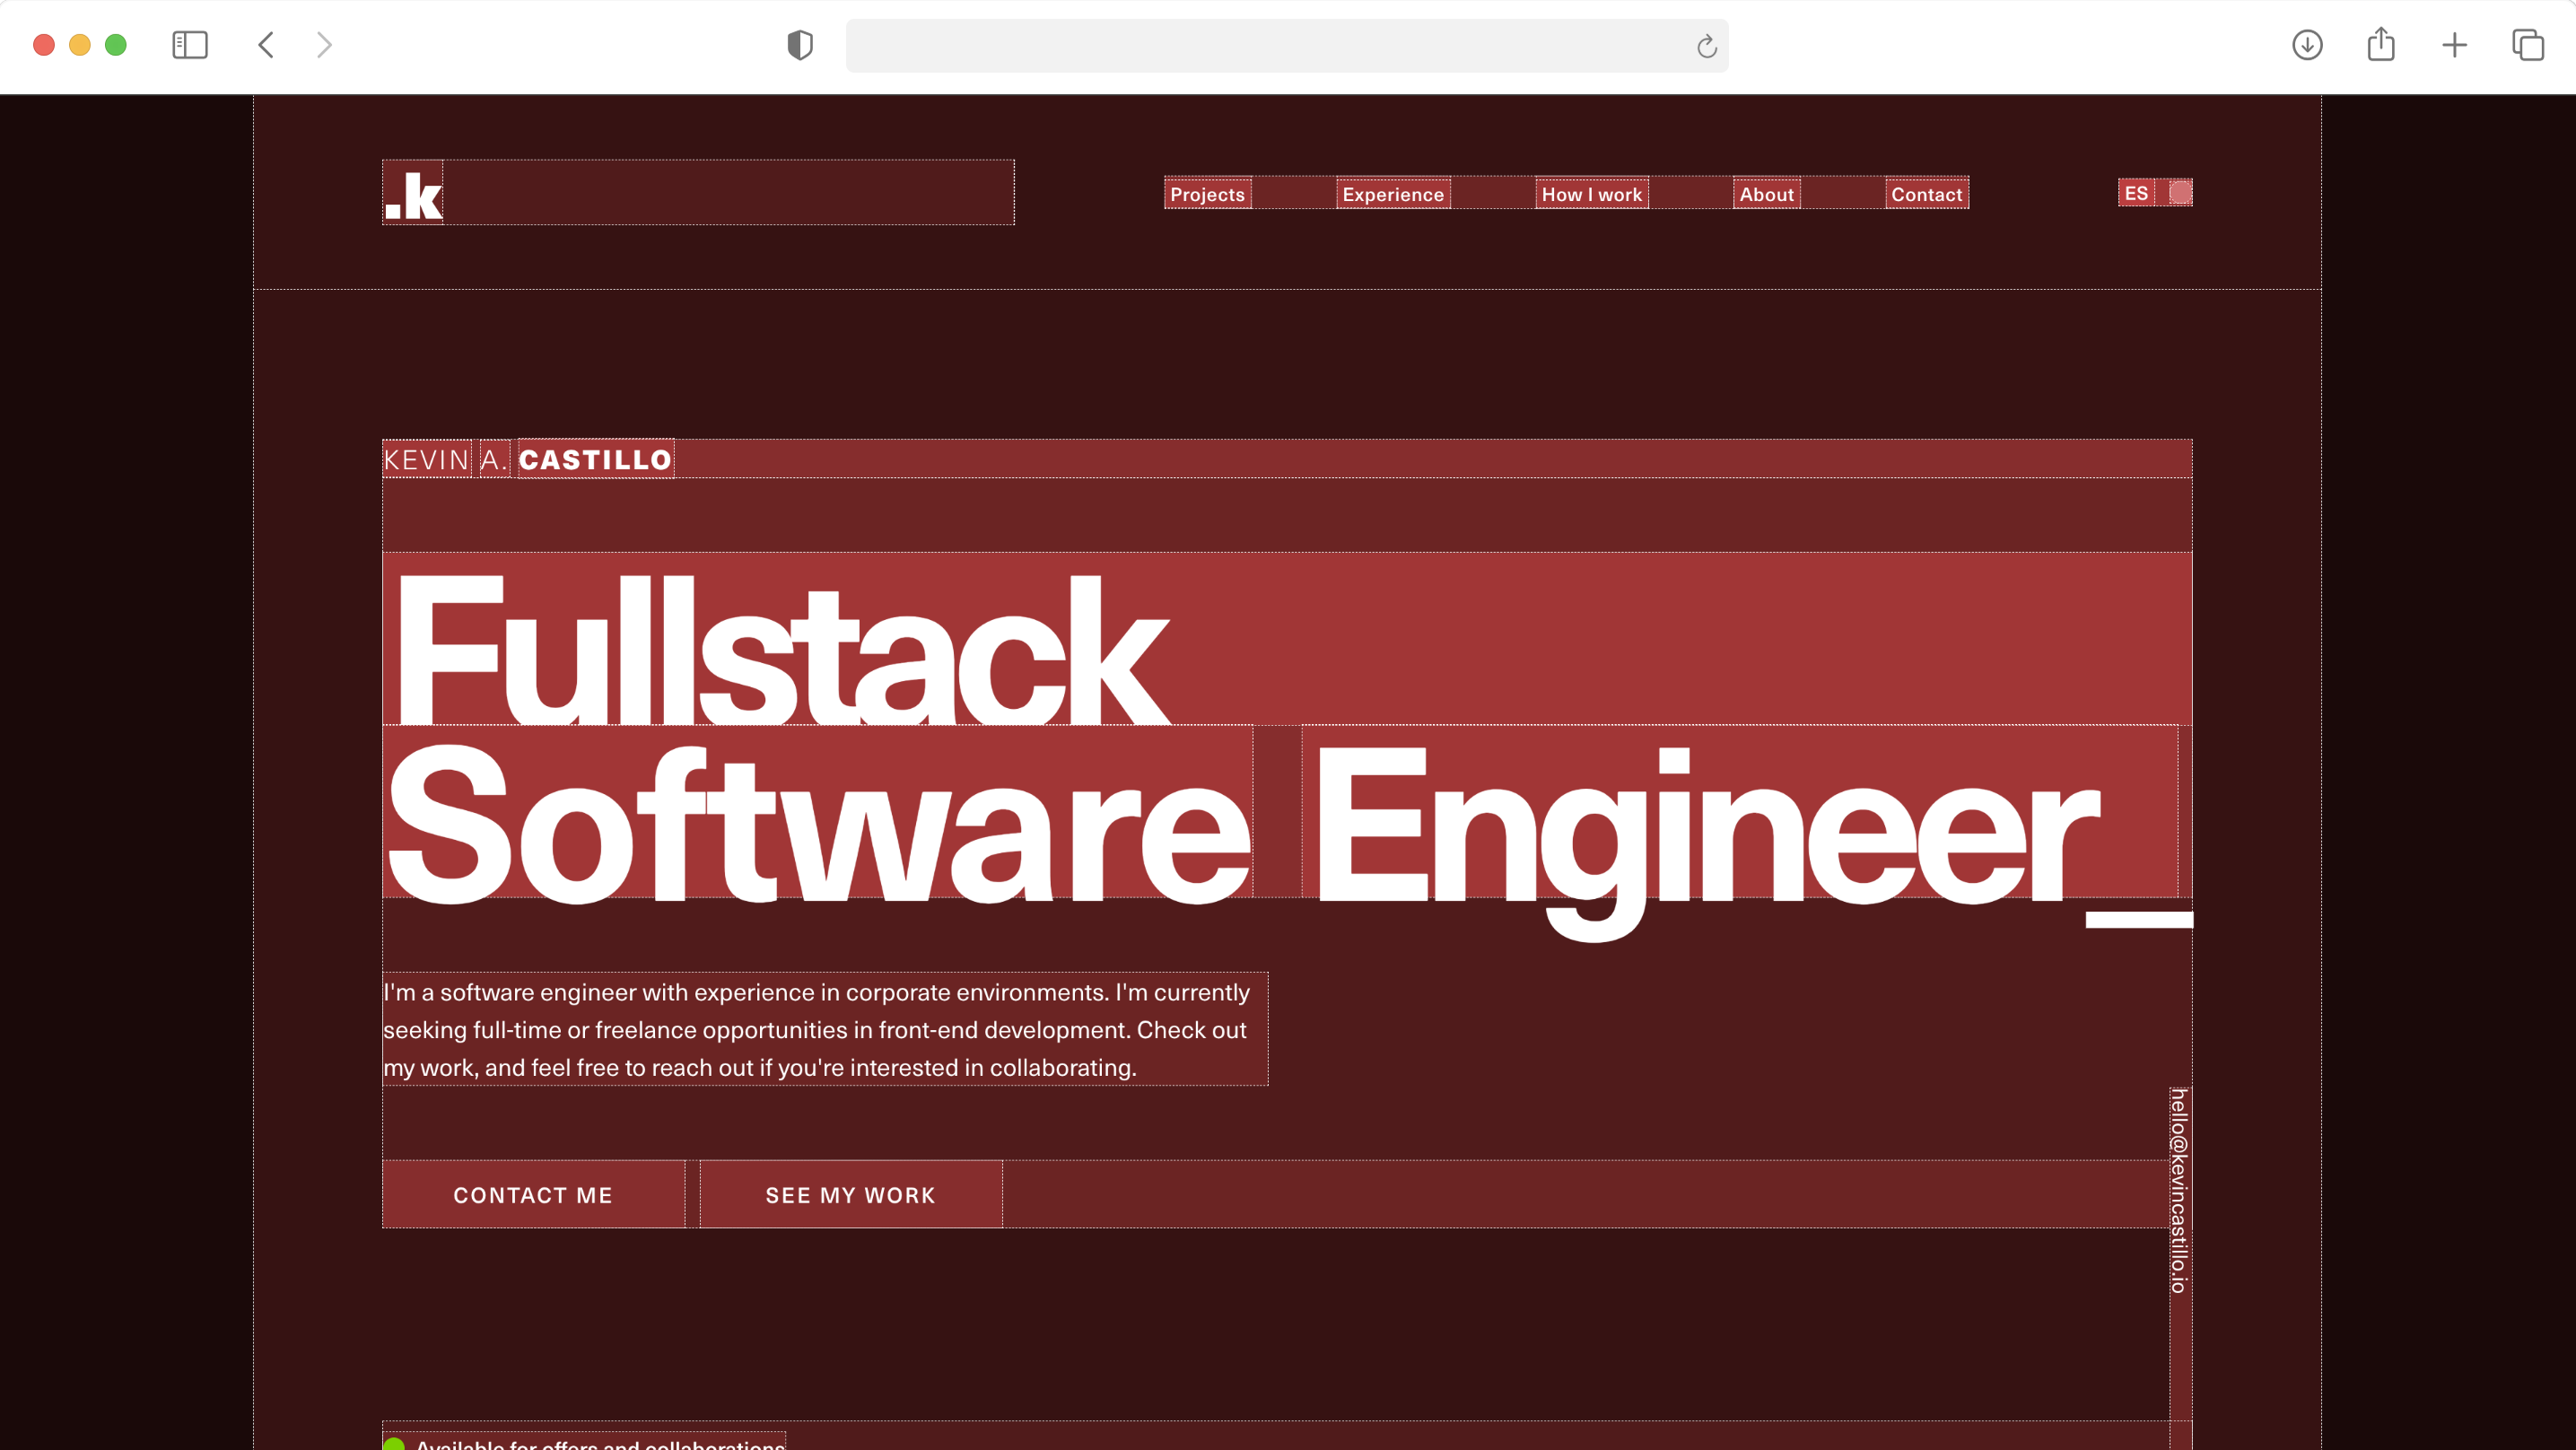 .k
Projects Experience How I work About Contact ES
KEVIN A. CASTILLO
Fullstack
Software Engineer_
I'm a software engineer with experience in corporate environments. I'm currently
seeking full-time or freelance opportunities in front-end development. Check out
my work, and feel free to reach out if you're interested in collaborating.
hello@kevincastillo.io
CONTACT ME SEE MY WORK
Available for offers and collaborations